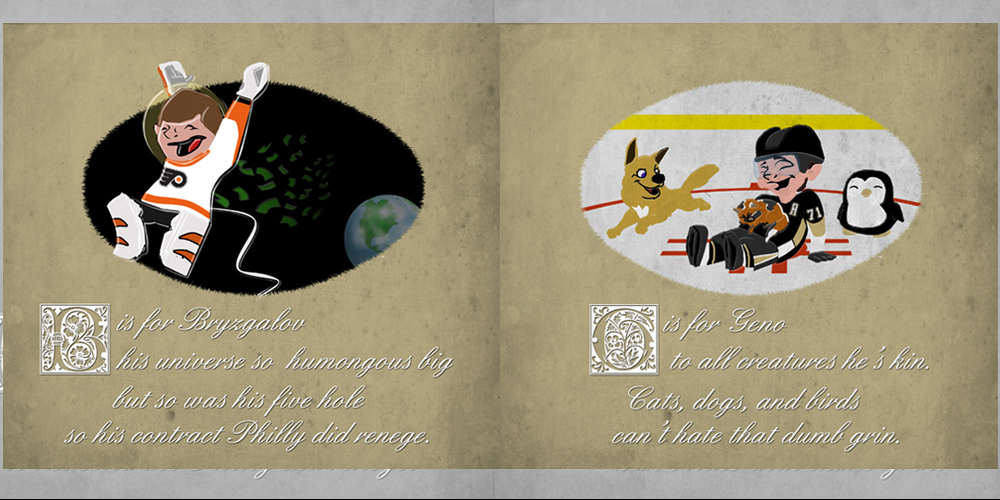 B is for Bryzgalov
his universe so humongous big
but so was his five hole
so his contract Philly did renege.
A 71
G is for Geno
to all creatures he's kin.
Cats, dogs, and birds
can't hate that dumb grin.